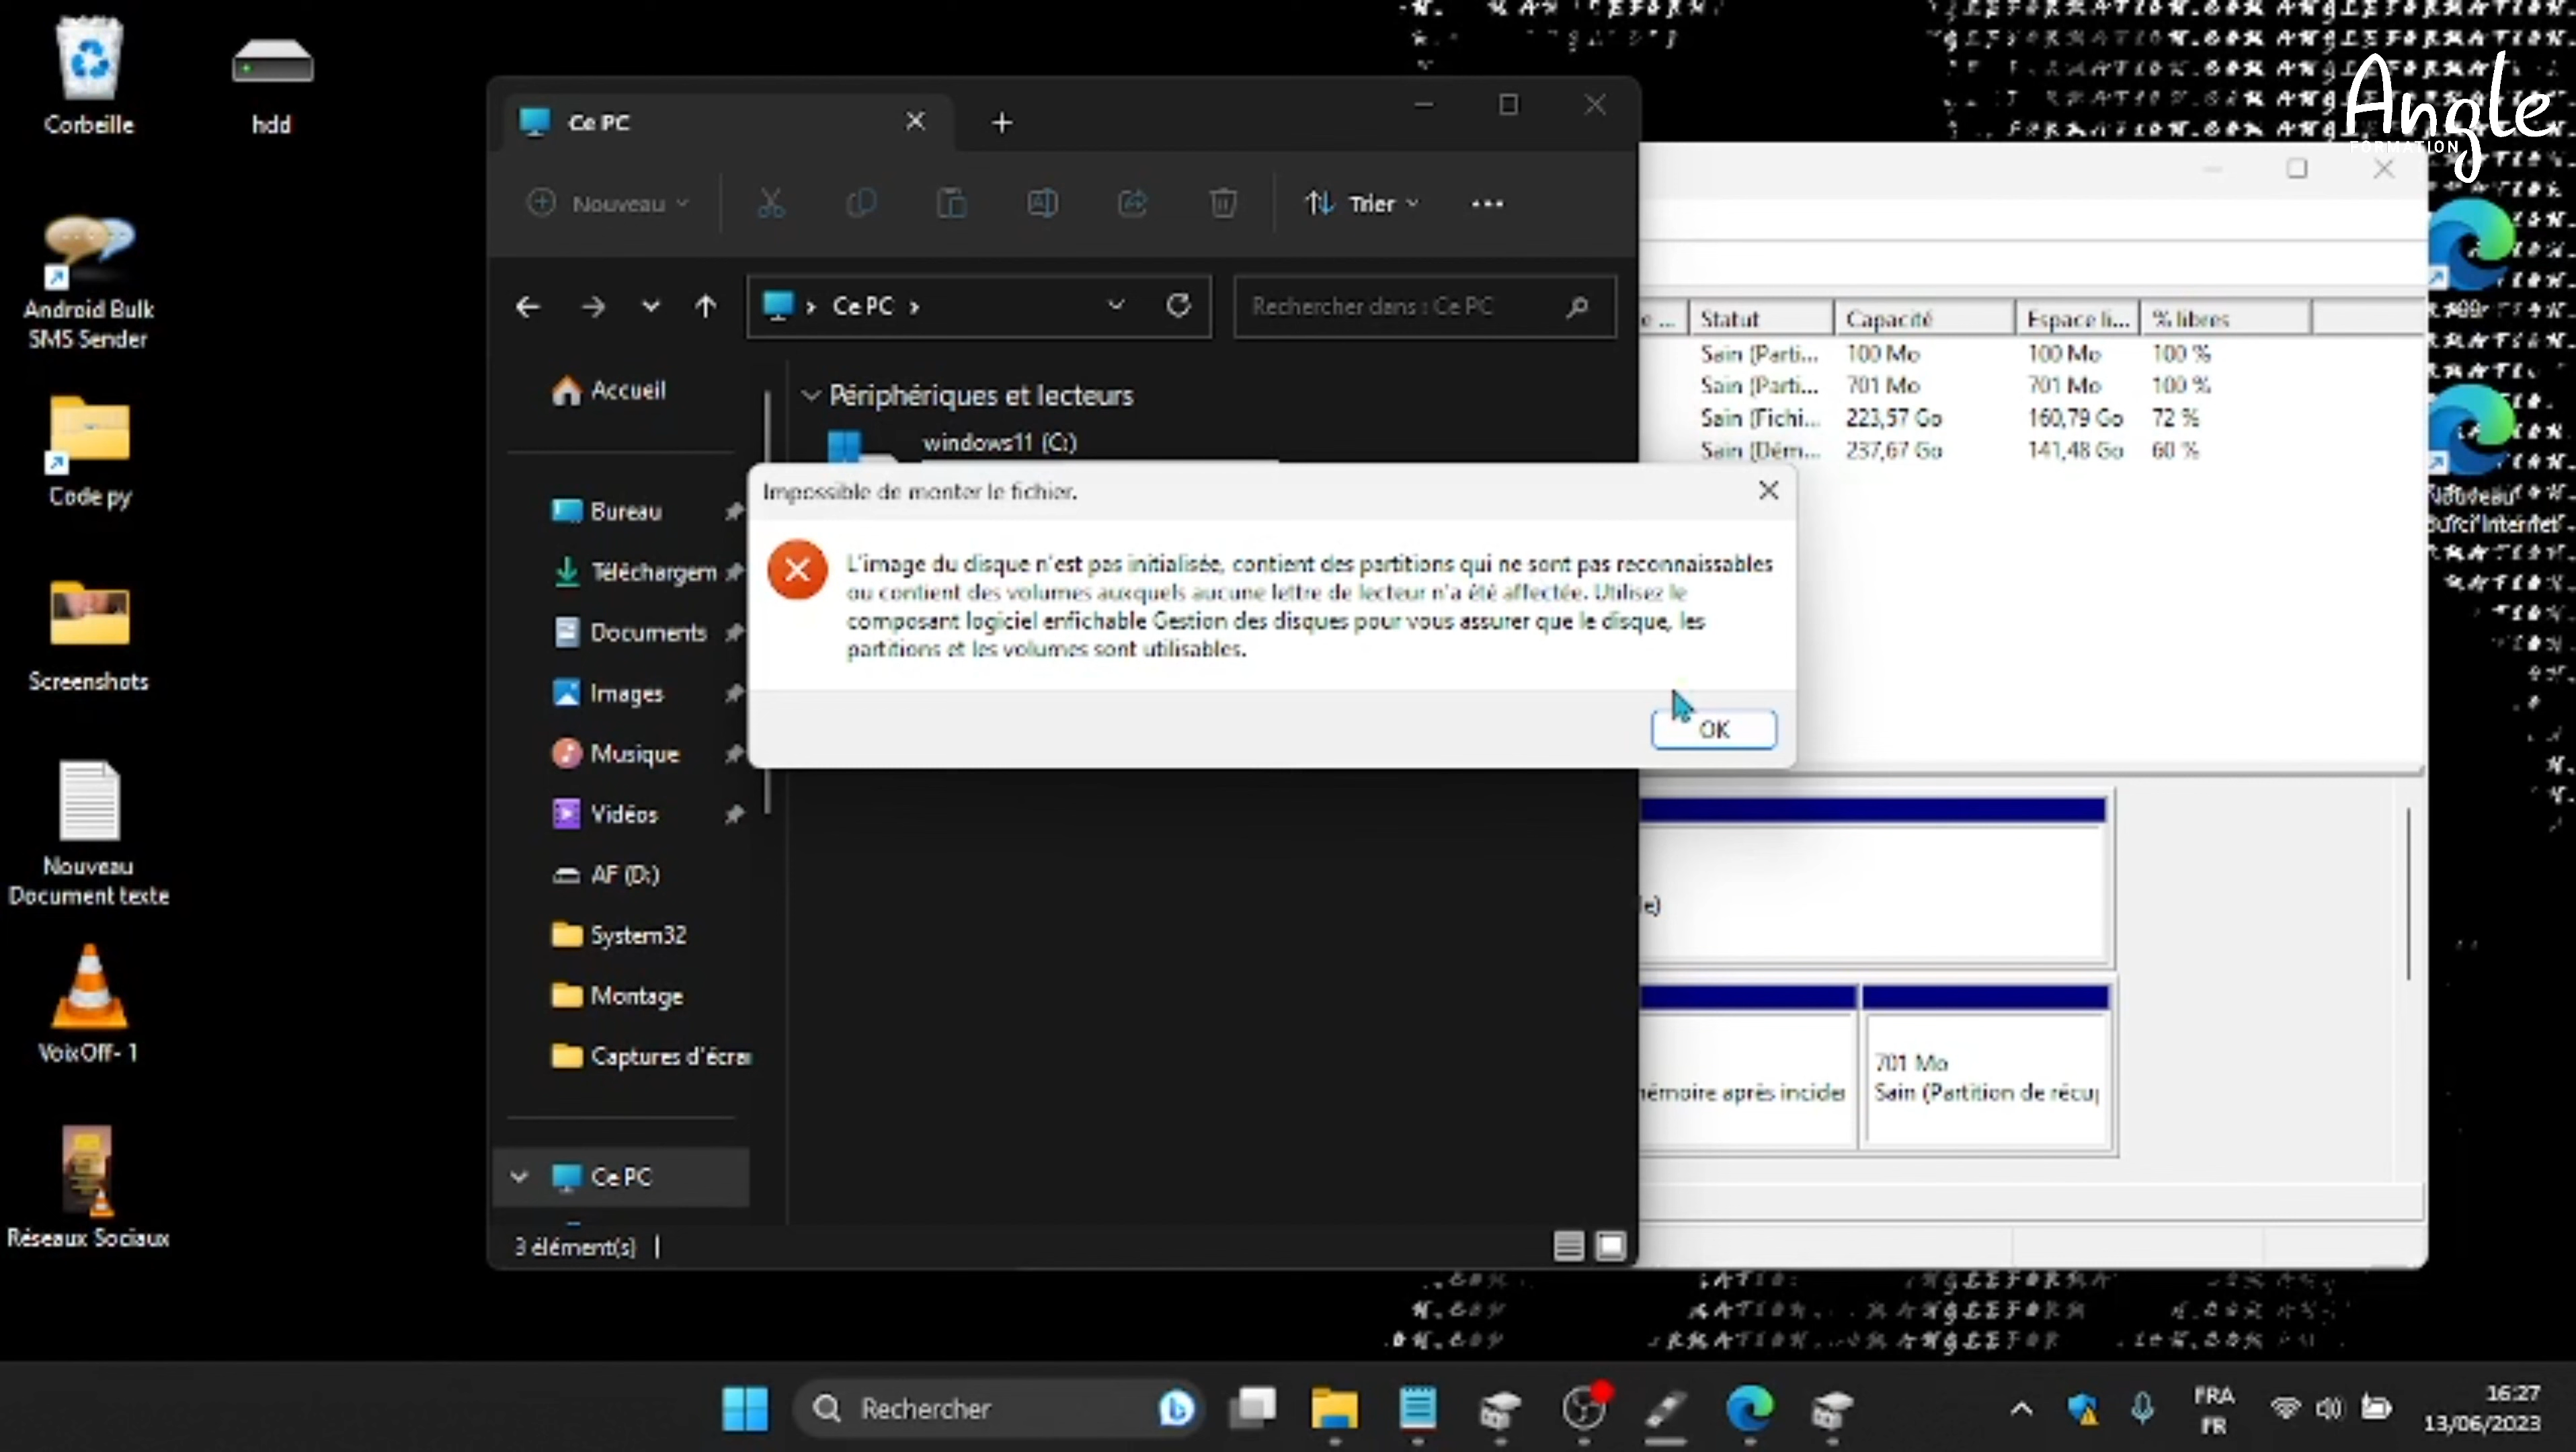 Corbeille
hdd
Android Bulk
SMS Sender
Code py
Screenshots
Nouveau
Document texte
VoixOff- 1
Réseaux Sociaux
Angle
FORMATION
Ce PC
Nouveau
Trier
Ce PC
Rechercher dans : Ce PC
Accueil
Bureau
Téléchargem
Documents
Images
Musique
Vidéos
AF (D:)
System32
Montage
Captures d'écran
Ce PC
3 élément(s)
Périphériques et lecteurs
windows11 (C:)
Impossible de monter le fichier.
L'image du disque n'est pas initialisée, contient des partitions qui ne sont pas reconnaissables
ou contient des volumes auxquels aucune lettre de lecteur n'a été affectée. Utilisez le
composant logiciel enfichable Gestion des disques pour vous assurer que le disque, les
partitions et les volumes sont utilisables.
OK
e ... Statut Capacité Espace li... % libres
Sain (Parti... 100 Mo 100 Mo 100 %
Sain (Parti... 701 Mo 701 Mo 100 %
Sain (Fichi... 223,57 Go 160,79 Go 72 %
Sain (Dém... 237,67 Go 141,48 Go 60 %
le)
701 Mo
émoire après incider
Sain (Partition de récup
Nouveau
Rechercher
FRA
FR
16:27
13/06/2023